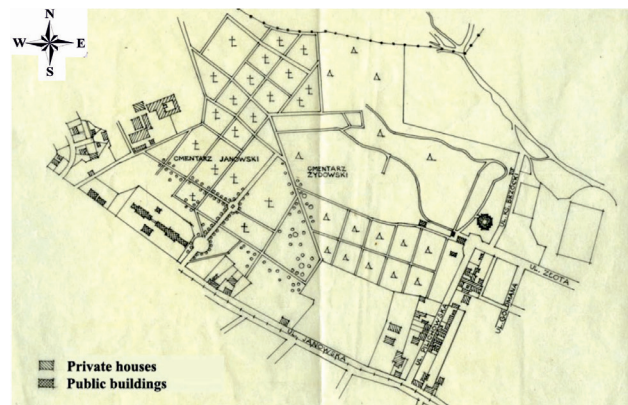 N
W E
S
CMENTARZ JANOWSKI
CMENTARZ
ŻYDOWSKI
UL. ZŁOTA
UL. JANOWSKA
Private houses
Public buildings